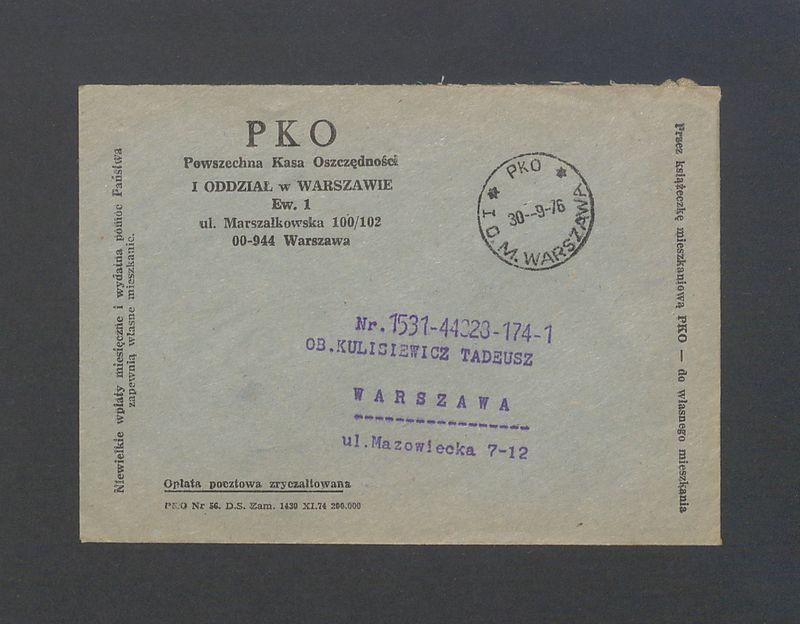 PKO
Powszechna Kasa Oszczędności
I ODDZIAŁ w WARSZAWIE
Ew. 1
ul. Marszałkowska 100/102
00-944 Warszawa
PKO
30--9-76
I O. M. WARSZAWA
Niewielkie wpłaty miesięczne i wydatna pomoc Państwa
zapewnią własne mieszkanie.
Przez książeczkę mieszkaniową PKO — do własnego mieszkania
Nr. 1531-44028-174-1
OB. KULISIEWICZ TADEUSZ
WARSZAWA
ul. Mazowiecka 7-12
Opłata pocztowa zryczałtowana
PKO Nr 56. D.S. Zam. 1430 XI.74 200.000